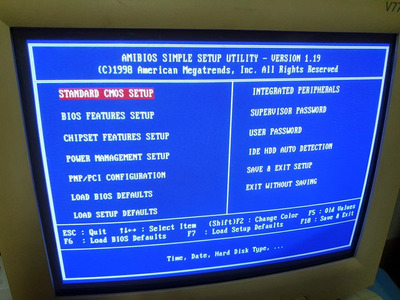 V77
AMIBIOS SIMPLE SETUP UTILITY - VERSION 1.19
(C)1998 American Megatrends, Inc. All Rights Reserved
STANDARD CMOS SETUP
BIOS FEATURES SETUP
CHIPSET FEATURES SETUP
POWER MANAGEMENT SETUP
PNP/PCI CONFIGURATION
LOAD BIOS DEFAULTS
LOAD SETUP DEFAULTS
INTEGRATED PERIPHERALS
SUPERVISOR PASSWORD
USER PASSWORD
IDE HDD AUTO DETECTION
SAVE & EXIT SETUP
EXIT WITHOUT SAVING
ESC : Quit ↑↓←→ : Select Item (Shift)F2 : Change Color F5 : Old Values
F6 : Load BIOS Defaults F7 : Load Setup Defaults F10 : Save & Exit
Time, Date, Hard Disk Type, ...